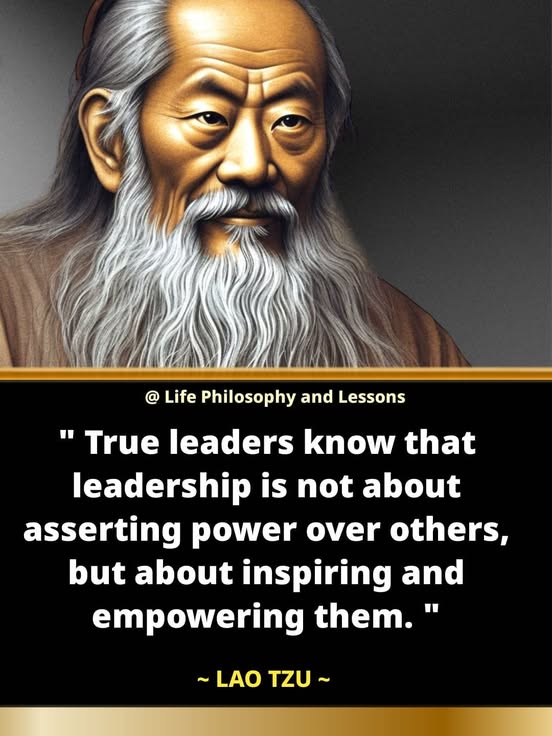 @ Life Philosophy and Lessons
" True leaders know that
leadership is not about
asserting power over others,
but about inspiring and
empowering them. "
~ LAO TZU ~